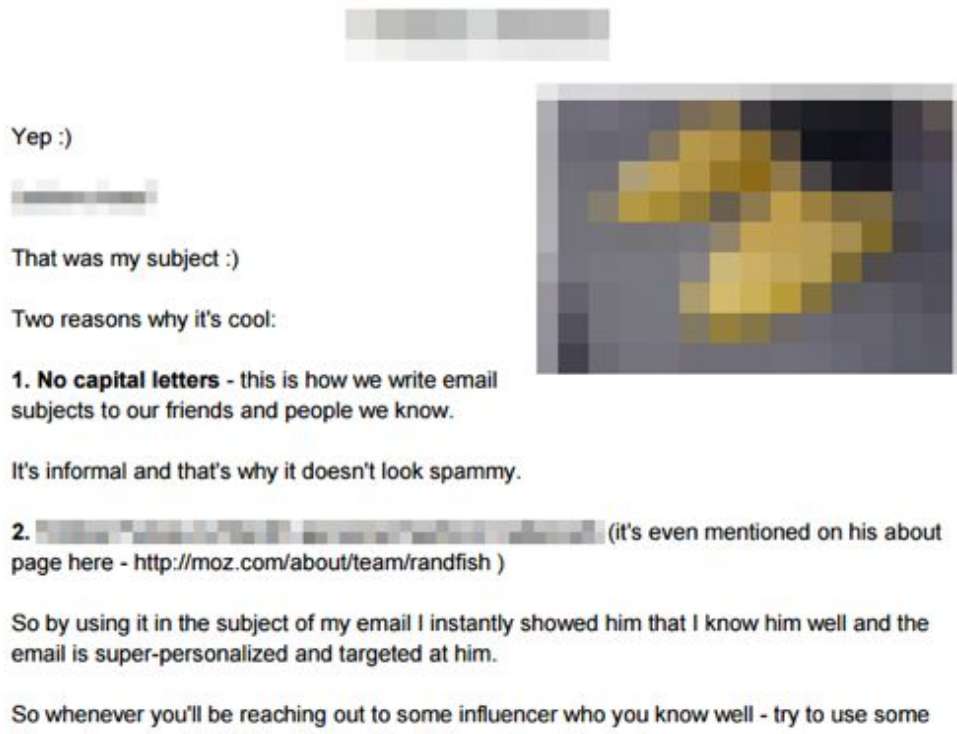 Yep :)
That was my subject :)
Two reasons why it's cool:
1. No capital letters - this is how we write email
subjects to our friends and people we know.
It's informal and that's why it doesn't look spammy.
2. (it's even mentioned on his about
page here - http://moz.com/about/team/randfish )
So by using it in the subject of my email I instantly showed him that I know him well and the
email is super-personalized and targeted at him.
So whenever you'll be reaching out to some influencer who you know well - try to use some